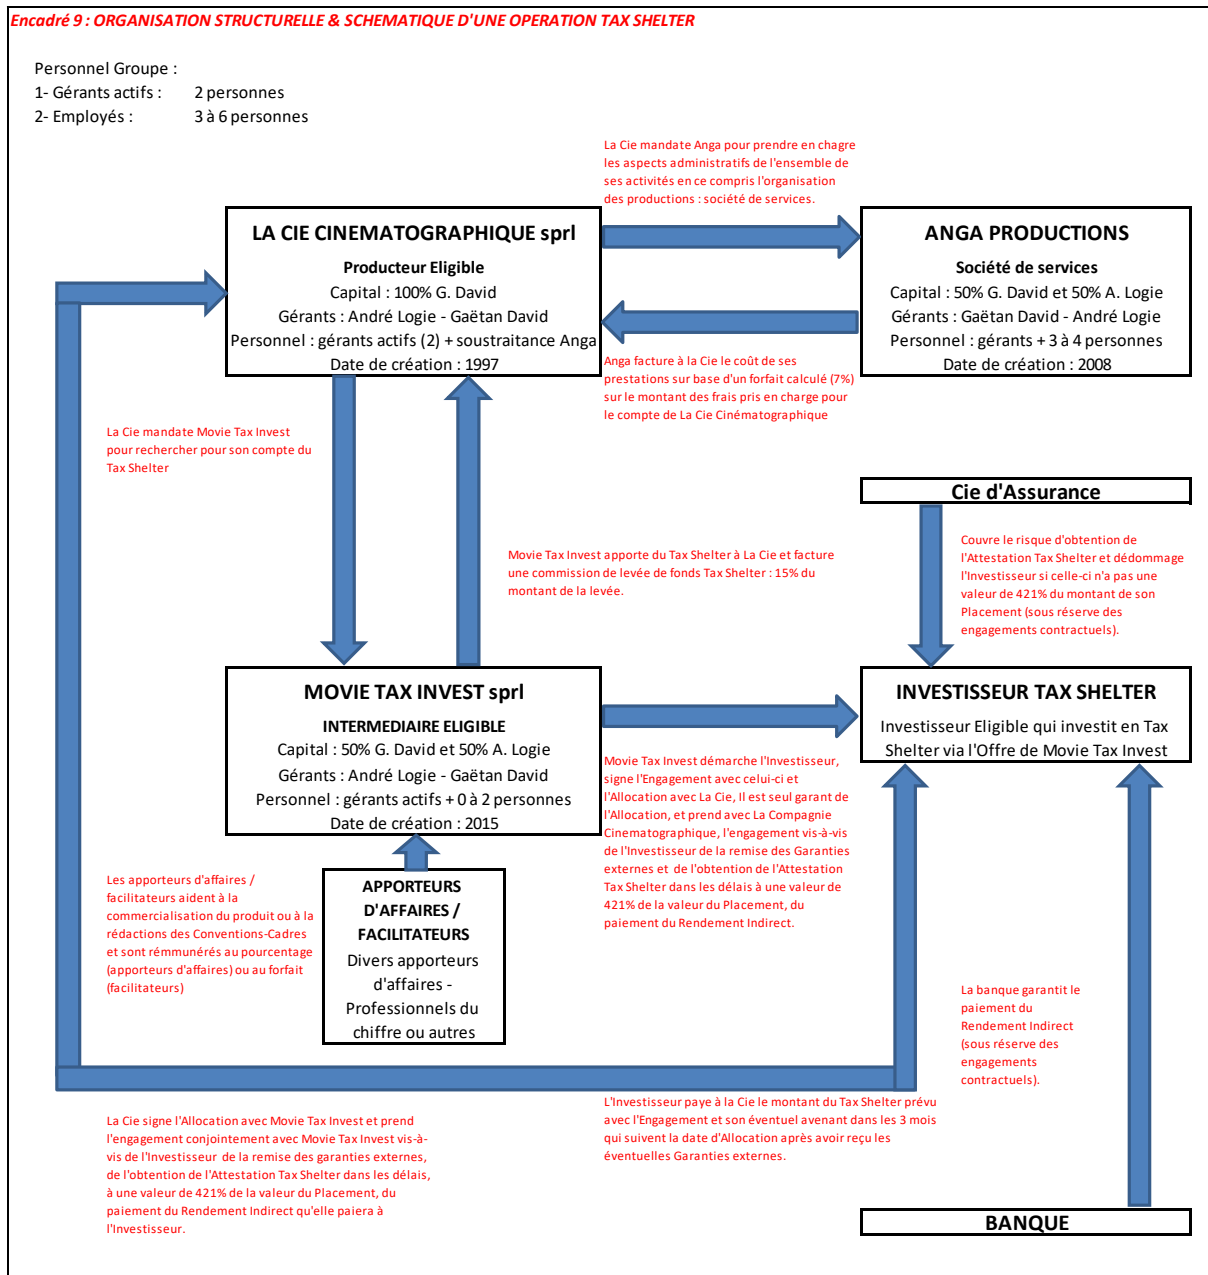 Encadré 9 : ORGANISATION STRUCTURELLE & SCHEMATIQUE D'UNE OPERATION TAX SHELTER
Personnel Groupe :
1- Gérants actifs : 2 personnes
2- Employés : 3 à 6 personnes
La Cie mandate Anga pour prendre en chagre
les aspects administratifs de l'ensemble de
ses activités en ce compris l'organisation
des productions : société de services.
LA CIE CINEMATOGRAPHIQUE sprl
Producteur Eligible
Capital : 100% G. David
Gérants : André Logie - Gaëtan David
Personnel : gérants actifs (2) + soustraitance Anga
Date de création : 1997
ANGA PRODUCTIONS
Société de services
Capital : 50% G. David et 50% A. Logie
Gérants : Gaëtan David - André Logie
Personnel : gérants + 3 à 4 personnes
Date de création : 2008
Anga facture à la Cie le coût de ses
prestations sur base d'un forfait calculé (7%)
sur le montant des frais pris en charge pour
le compte de La Cie Cinématographique
La Cie mandate Movie Tax Invest
pour rechercher pour son compte du
Tax Shelter
Cie d'Assurance
Movie Tax Invest apporte du Tax Shelter à La Cie et facture
une commission de levée de fonds Tax Shelter : 15% du
montant de la levée.
Couvre le risque d'obtention de
l'Attestation Tax Shelter et dédommage
l'Investisseur si celle-ci n'a pas une
valeur de 421% du montant de son
Placement (sous réserve des
engagements contractuels).
MOVIE TAX INVEST sprl
INTERMEDIAIRE ELIGIBLE
Capital : 50% G. David et 50% A. Logie
Gérants : André Logie - Gaëtan David
Personnel : gérants actifs + 0 à 2 personnes
Date de création : 2015
INVESTISSEUR TAX SHELTER
Investisseur Eligible qui investit en Tax
Shelter via l'Offre de Movie Tax Invest
Movie Tax Invest démarche l'Investisseur,
signe l'Engagement avec celui-ci et
l'Allocation avec La Cie, Il est seul garant de
l'Allocation, et prend avec La Compagnie
Cinematographique, l'engagement vis-à-vis
de l'Investisseur de la remise des Garanties
externes et de l'obtention de l'Attestation
Tax Shelter dans les délais à une valeur de
421% de la valeur du Placement, du
paiement du Rendement Indirect.
Les apporteurs d'affaires /
facilitateurs aident à la
commercialisation du produit ou à la
rédactions des Conventions-Cadres
et sont rémmunérés au pourcentage
(apporteurs d'affaires) ou au forfait
(facilitateurs)
APPORTEURS
D'AFFAIRES /
FACILITATEURS
Divers apporteurs
d'affaires -
Professionnels du
chiffre ou autres
La banque garantit le
paiement du
Rendement Indirect
(sous réserve des
engagements
contractuels).
La Cie signe l'Allocation avec Movie Tax Invest et prend
l'engagement conjointement avec Movie Tax Invest vis-à-
vis de l'Investisseur de la remise des garanties externes,
de l'obtention de l'Attestation Tax Shelter dans les délais,
à une valeur de 421% de la valeur du Placement, du
paiement du Rendement Indirect qu'elle paiera à
l'Investisseur.
L'Investisseur paye à la Cie le montant du Tax Shelter prévu
avec l'Engagement et son éventuel avenant dans les 3 mois
qui suivent la date d'Allocation après avoir reçu les
éventuelles Garanties externes.
BANQUE